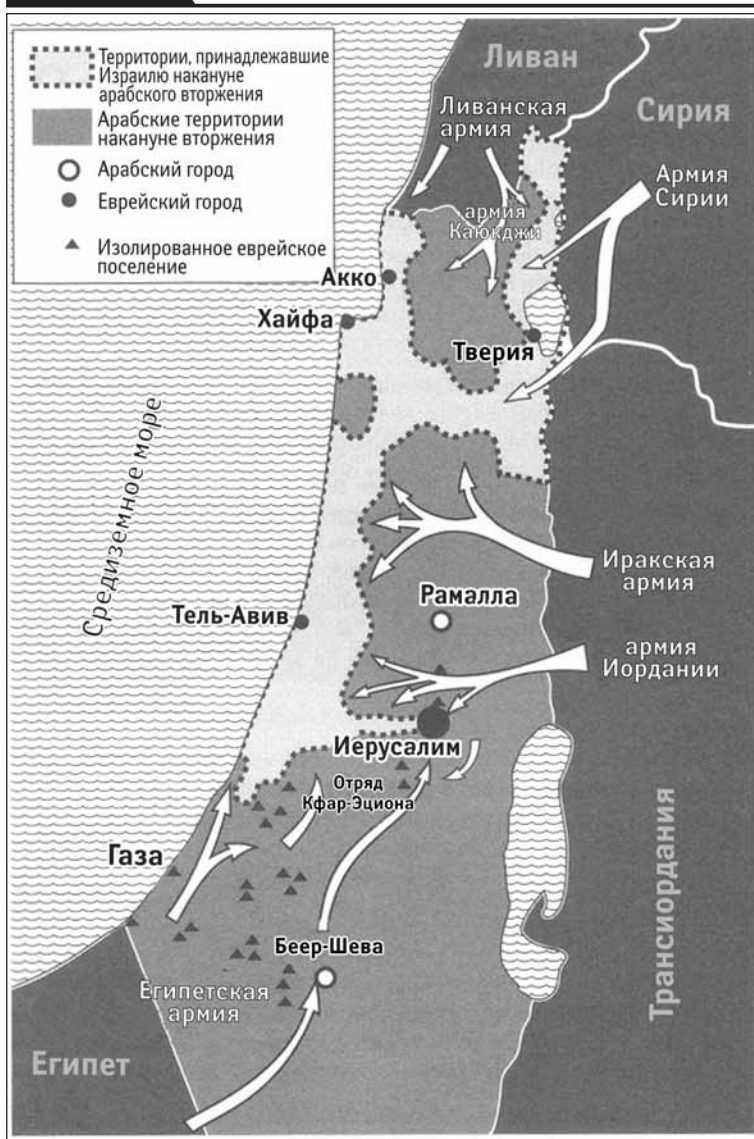 Территории, принадлежавшие
Израилю накануне
арабского вторжения
Арабские территории
накануне вторжения
Арабский город
Еврейский город
Изолированное еврейское
поселение
Ливан
Сирия
Ливанская
армия
Армия
Сирии
армия
Каюкджи
Акко
Хайфа
Тверия
Средиземное море
Иракская
армия
Рамалла
Тель-Авив
армия
Иордании
Иерусалим
Отряд
Кфар-Эциона
Газа
Трансиордания
Беер-Шева
Египетская
армия
Египет